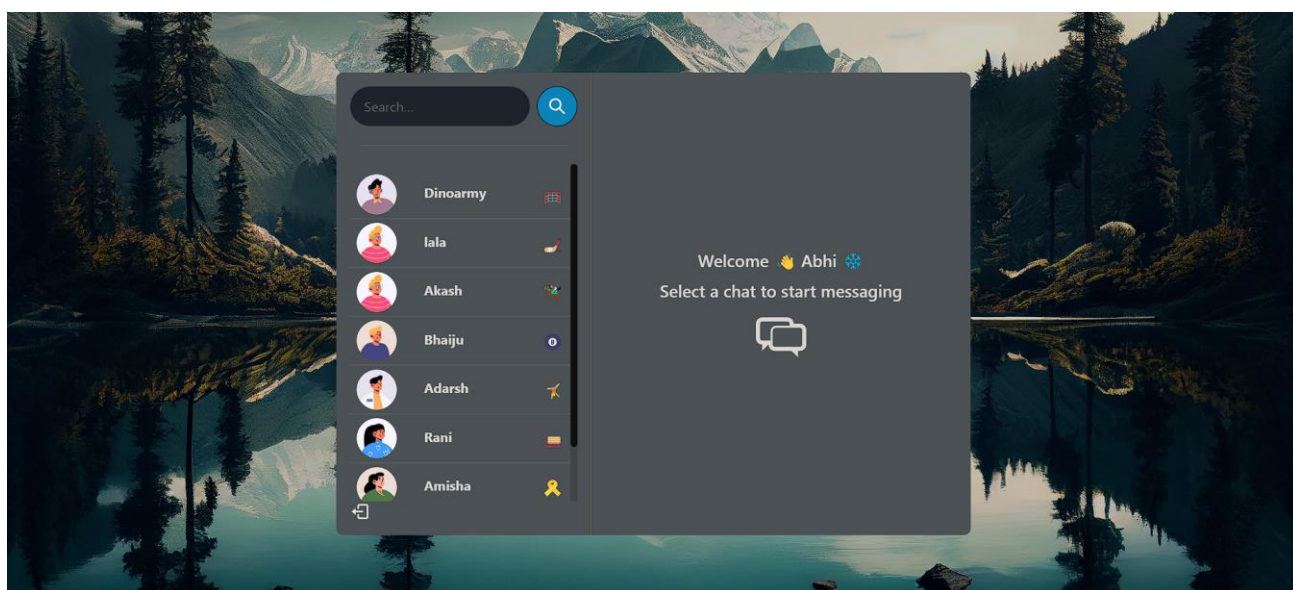 Search...
Dinoarmy
lala
Akash
Bhaiju
Adarsh
Rani
Amisha
Welcome 👋 Abhi ❄
Select a chat to start messaging